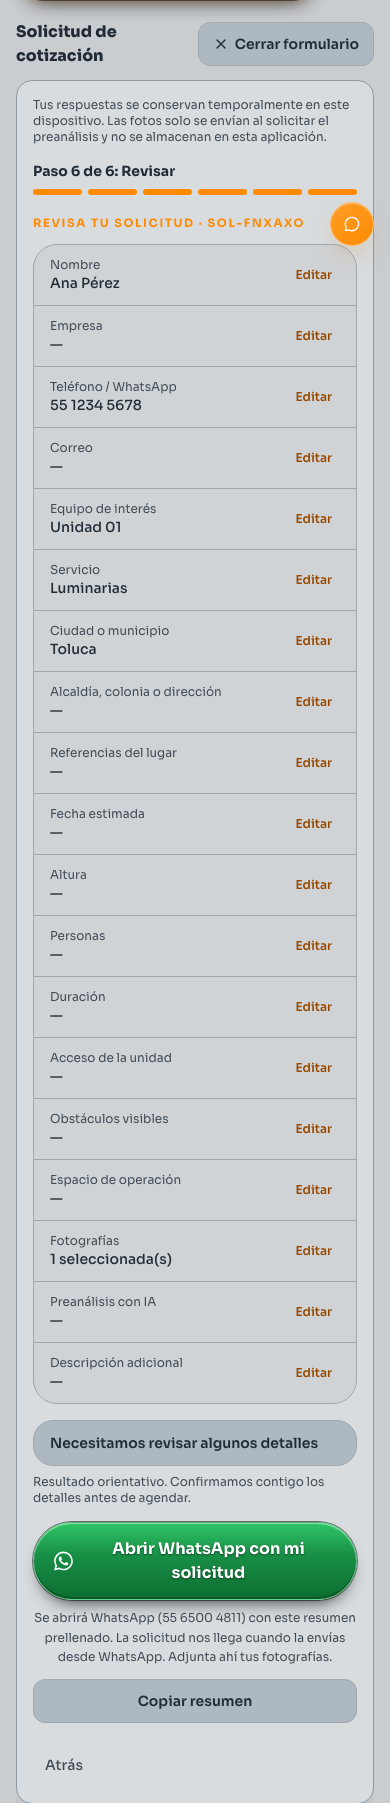 Solicitud de
cotización
Cerrar formulario
Tus respuestas se conservan temporalmente en este
dispositivo. Las fotos solo se envían al solicitar el
preanálisis y no se almacenan en esta aplicación.
Paso 6 de 6: Revisar
REVISA TU SOLICITUD · SOL-FNXAXO
Nombre
Ana Pérez
Editar
Empresa
—
Editar
Teléfono / WhatsApp
55 1234 5678
Editar
Correo
—
Editar
Equipo de interés
Unidad 01
Editar
Servicio
Luminarias
Editar
Ciudad o municipio
Toluca
Editar
Alcaldía, colonia o dirección
—
Editar
Referencias del lugar
—
Editar
Fecha estimada
—
Editar
Altura
—
Editar
Personas
—
Editar
Duración
—
Editar
Acceso de la unidad
—
Editar
Obstáculos visibles
—
Editar
Espacio de operación
—
Editar
Fotografías
1 seleccionada(s)
Editar
Preanálisis con IA
—
Editar
Descripción adicional
—
Editar
Necesitamos revisar algunos detalles
Resultado orientativo. Confirmamos contigo los
detalles antes de agendar.
Abrir WhatsApp con mi
solicitud
Se abrirá WhatsApp (55 6500 4811) con este resumen
prellenado. La solicitud nos llega cuando la envías
desde WhatsApp. Adjunta ahí tus fotografías.
Copiar resumen
Atrás